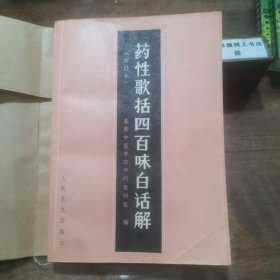 药性歌括四百味白话解
北京中医学院中药教研室 编
人民卫生出版社